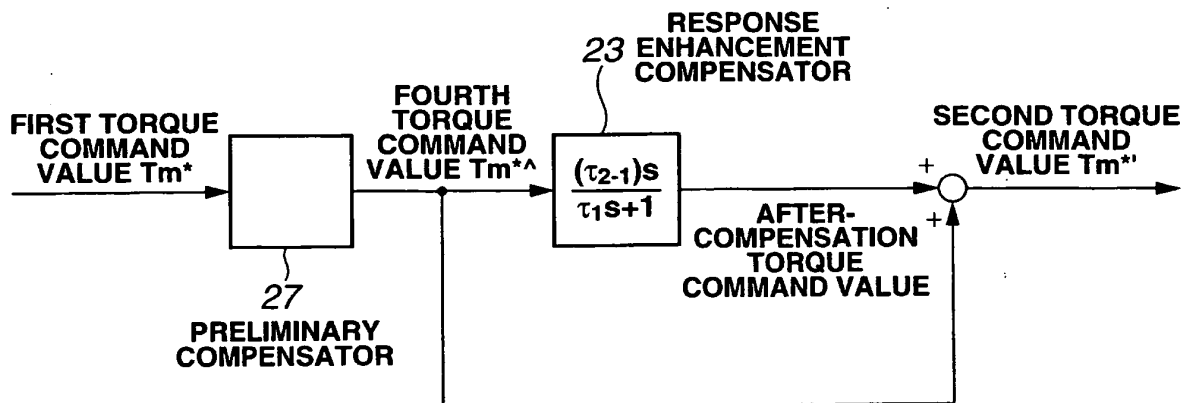 23
RESPONSE
ENHANCEMENT
COMPENSATOR
FIRST TORQUE
COMMAND
VALUE Tm*
FOURTH
TORQUE
COMMAND
VALUE Tm*^
(τ2-1)s
τ1s+1
SECOND TORQUE
COMMAND
VALUE Tm*'
+
+
AFTER-
COMPENSATION
TORQUE
COMMAND VALUE
27
PRELIMINARY
COMPENSATOR